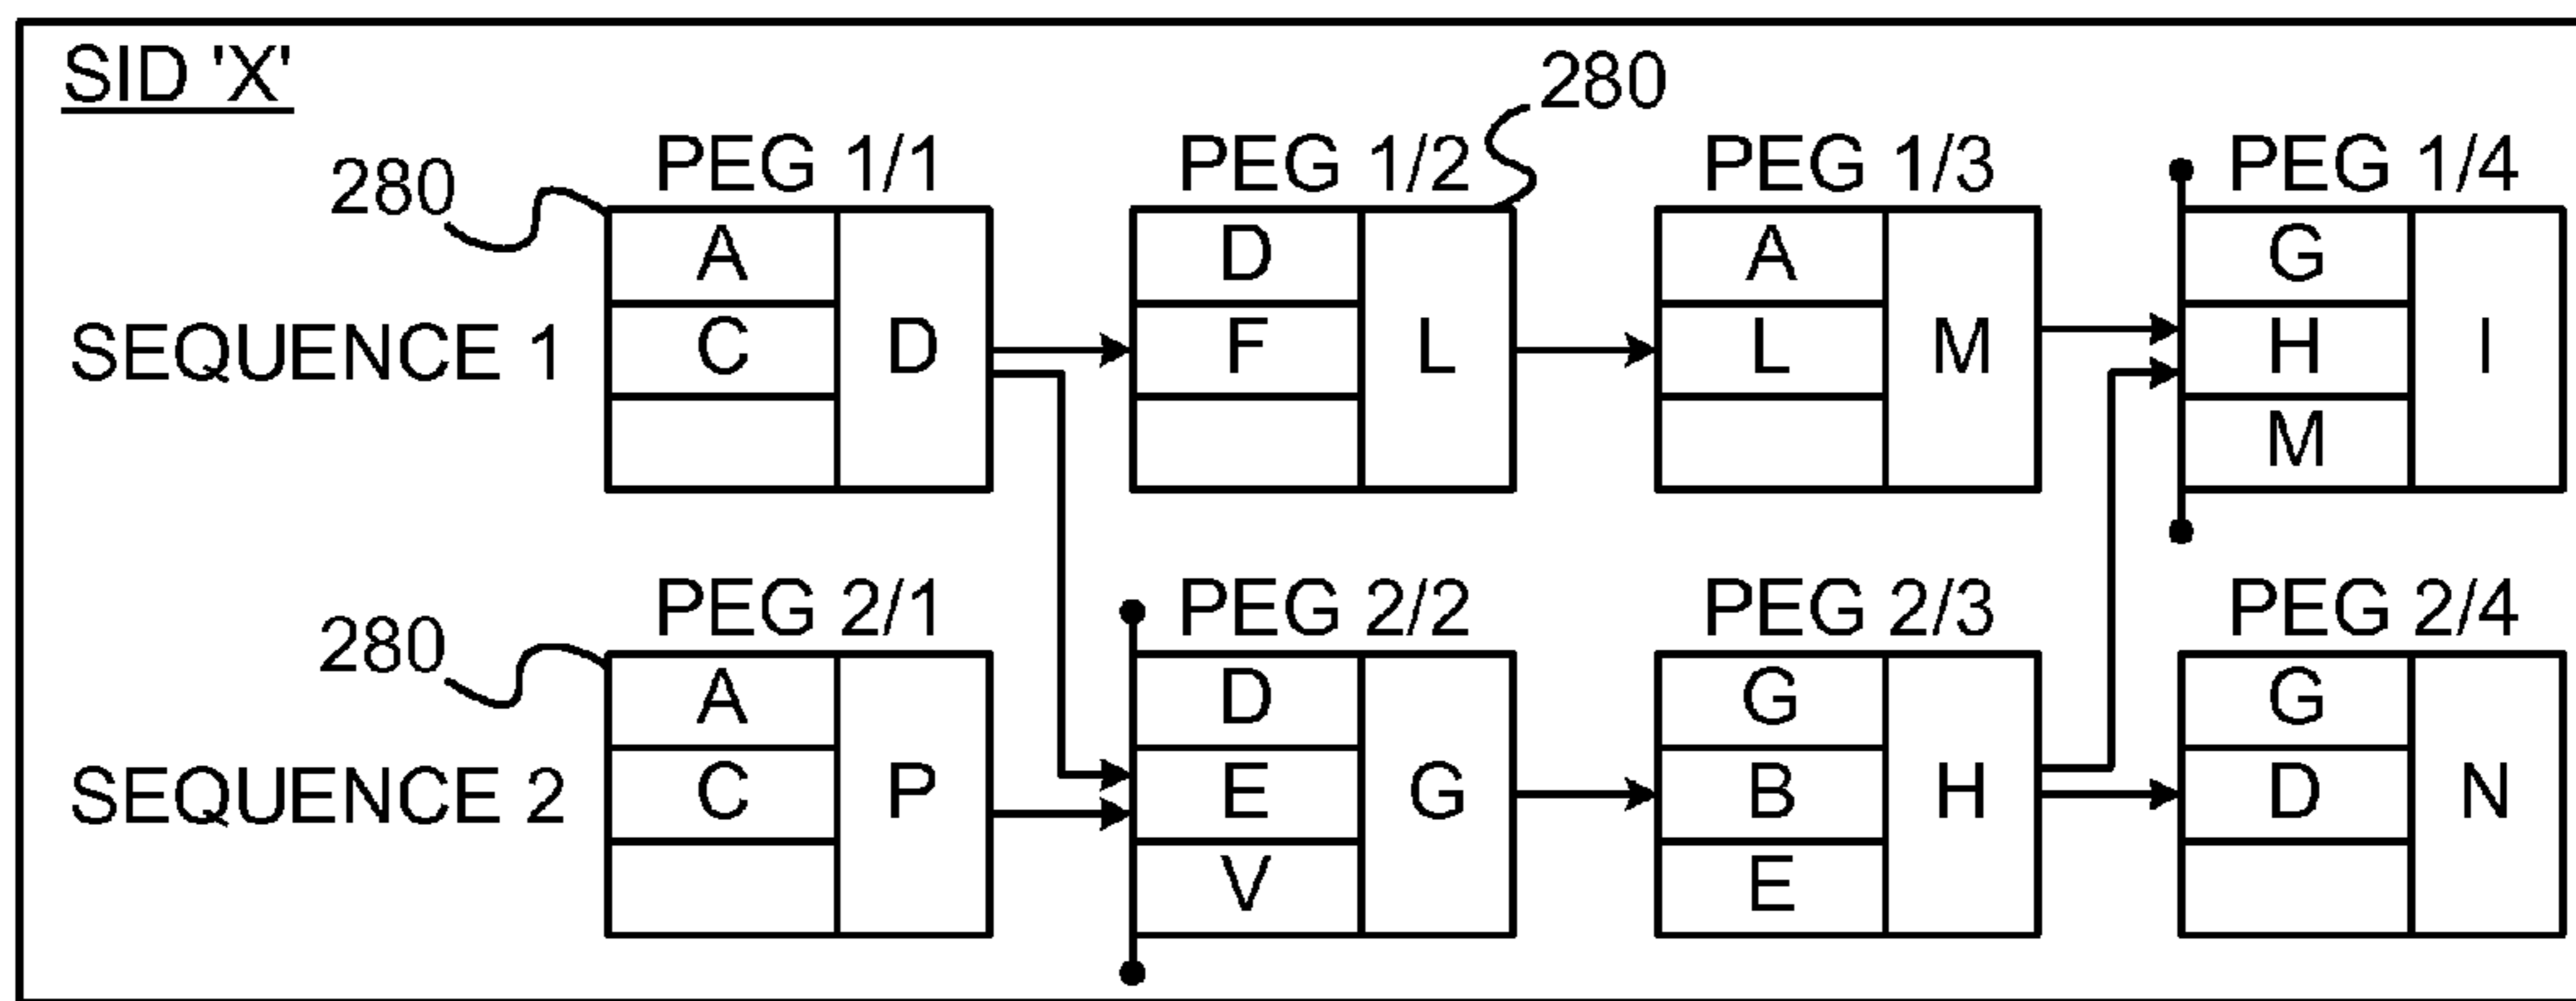 SID 'X'
280
280
PEG 1/1
PEG 1/2
PEG 1/3
PEG 1/4
SEQUENCE 1
A
C
D
D
F
L
A
L
M
G
H
M
I
280
PEG 2/1
PEG 2/2
PEG 2/3
PEG 2/4
SEQUENCE 2
A
C
P
D
E
V
G
G
B
E
H
G
D
N